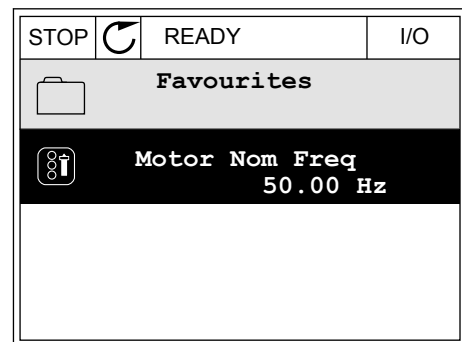 STOP READY I/O
Favourites
Motor Nom Freq
50.00 Hz